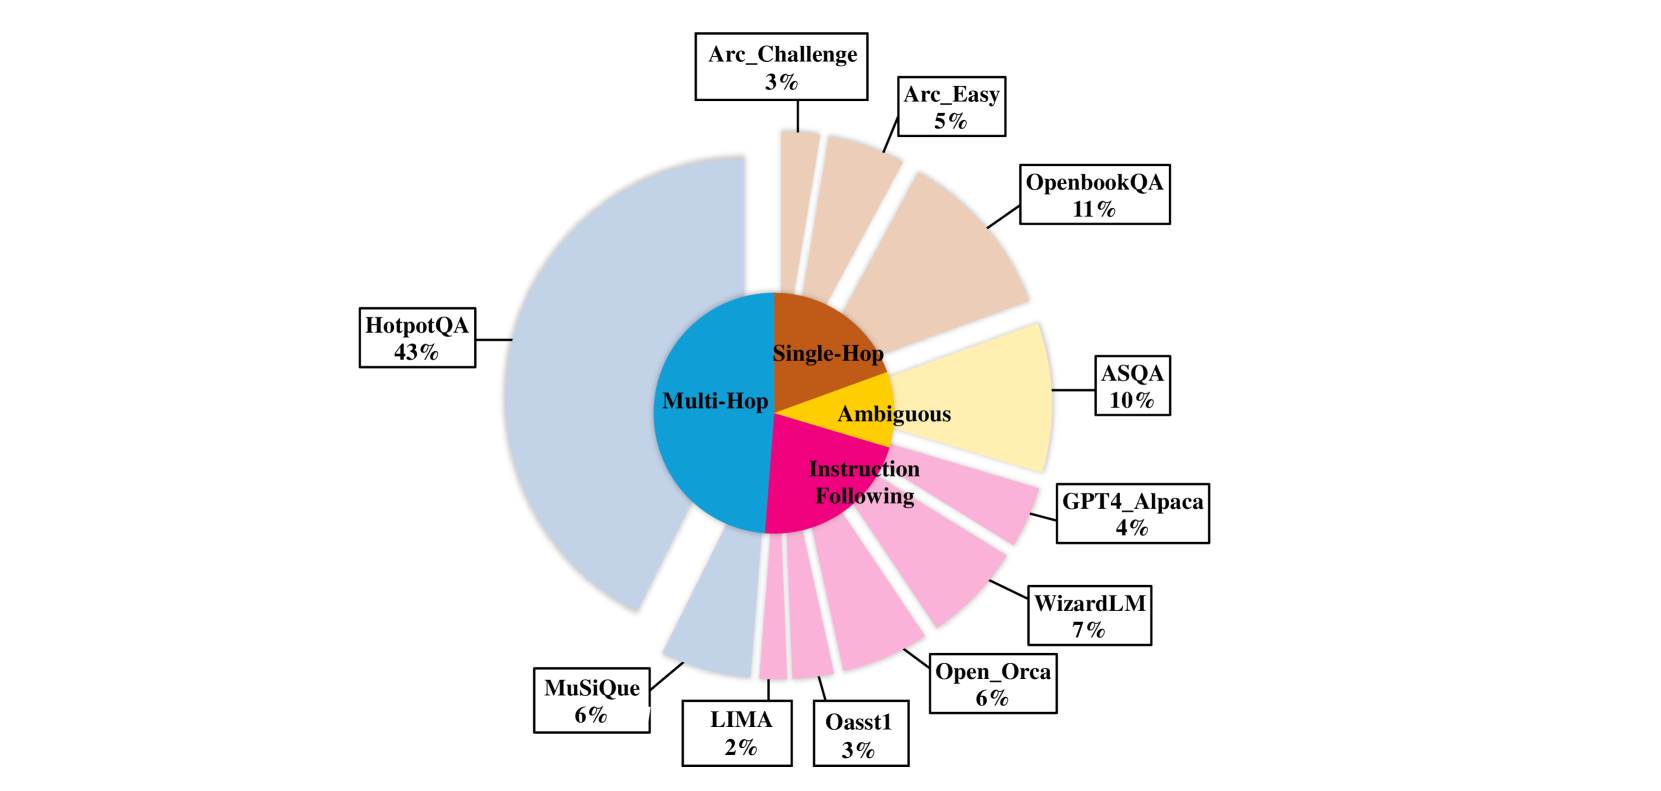 Arc_Challenge
3%
Arc_Easy
5%
OpenbookQA
11%
HotpotQA
43%
Single-Hop
Multi-Hop
Ambiguous
ASQA
10%
Instruction
Following
GPT4_Alpaca
4%
WizardLM
7%
Open_Orca
6%
MuSiQue
6%
LIMA
2%
Oasst1
3%